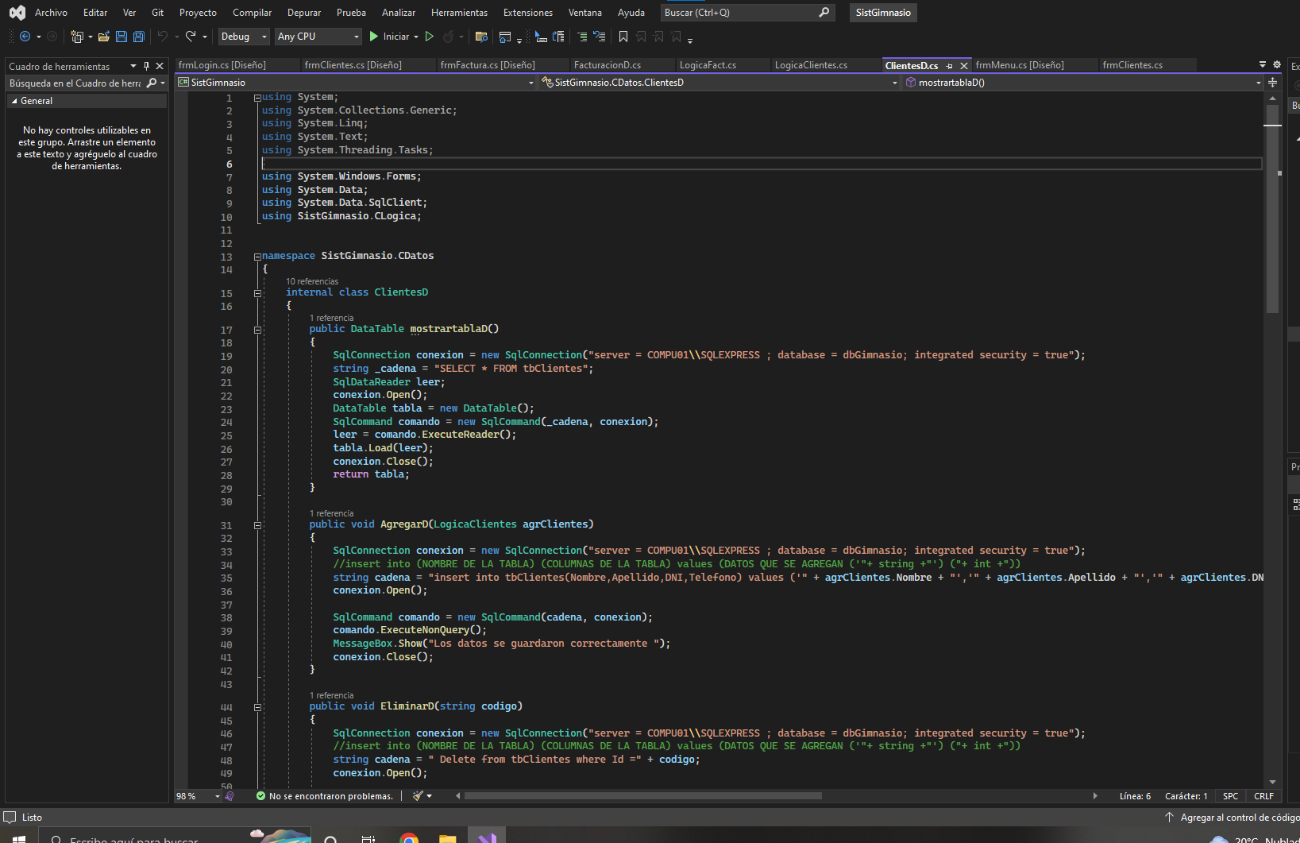 Archivo Editar Ver Git Proyecto Compilar Depurar Prueba Analizar Herramientas Extensiones Ventana Ayuda Buscar (Ctrl+Q) SistGimnasio
Debug Any CPU Iniciar
Cuadro de herramientas
Búsqueda en el Cuadro de herra
General
No hay controles utilizables en
este grupo. Arrastre un elemento
a este texto y agréguelo al cuadro
de herramientas.
frmLogin.cs [Diseño] frmClientes.cs [Diseño] frmFactura.cs [Diseño] FacturacionD.cs LogicaFact.cs LogicaClientes.cs ClientesD.cs frmMenu.cs [Diseño] frmClientes.cs
SistGimnasio SistGimnasio.CDatos.ClientesD mostrartablaD()
1 using System;
2 using System.Collections.Generic;
3 using System.Linq;
4 using System.Text;
5 using System.Threading.Tasks;
6
7 using System.Windows.Forms;
8 using System.Data;
9 using System.Data.SqlClient;
10 using SistGimnasio.CLogica;
11
12
13 namespace SistGimnasio.CDatos
14 {
10 referencias
15 internal class ClientesD
16 {
1 referencia
17 public DataTable mostrartablaD()
18 {
19 SqlConnection conexion = new SqlConnection("server = COMPU01\\SQLEXPRESS ; database = dbGimnasio; integrated security = true");
20 string _cadena = "SELECT * FROM tbClientes";
21 SqlDataReader leer;
22 conexion.Open();
23 DataTable tabla = new DataTable();
24 SqlCommand comando = new SqlCommand(_cadena, conexion);
25 leer = comando.ExecuteReader();
26 tabla.Load(leer);
27 conexion.Close();
28 return tabla;
29 }
30
1 referencia
31 public void AgregarD(LogicaClientes agrClientes)
32 {
33 SqlConnection conexion = new SqlConnection("server = COMPU01\\SQLEXPRESS ; database = dbGimnasio; integrated security = true");
34 //insert into (NOMBRE DE LA TABLA) (COLUMNAS DE LA TABLA) values (DATOS QUE SE AGREGAN ('"+ string +"') ("+ int +"))
35 string cadena = "insert into tbClientes(Nombre,Apellido,DNI,Telefono) values ('" + agrClientes.Nombre + "','" + agrClientes.Apellido + "','" + agrClientes.DN
36 conexion.Open();
37
38 SqlCommand comando = new SqlCommand(cadena, conexion);
39 comando.ExecuteNonQuery();
40 MessageBox.Show("Los datos se guardaron correctamente ");
41 conexion.Close();
42 }
43
1 referencia
44 public void EliminarD(string codigo)
45 {
46 SqlConnection conexion = new SqlConnection("server = COMPU01\\SQLEXPRESS ; database = dbGimnasio; integrated security = true");
47 //insert into (NOMBRE DE LA TABLA) (COLUMNAS DE LA TABLA) values (DATOS QUE SE AGREGAN ('"+ string +"') ("+ int +"))
48 string cadena = " Delete from tbClientes where Id =" + codigo;
49 conexion.Open();
50
98 % No se encontraron problemas. Línea: 6 Carácter: 1 SPC CRLF
Listo Agregar al control de código
Escribe aquí para buscar 20°C Nublad